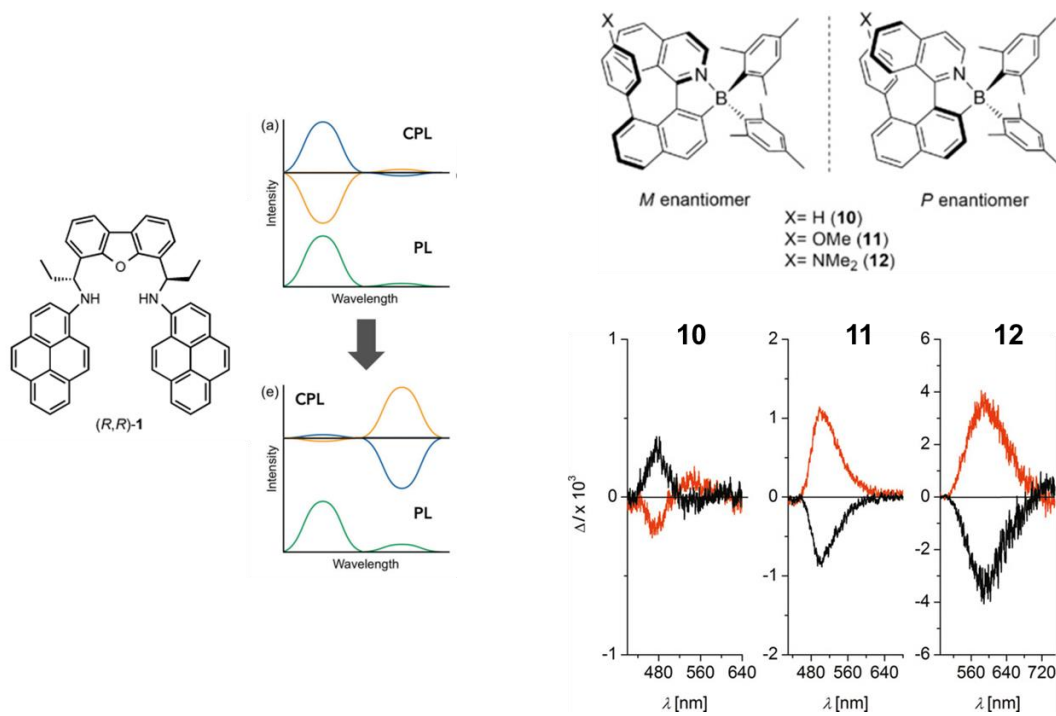 (a)
CPL
Intensity
PL
Wavelength
(e)
CPL
Intensity
PL
Wavelength
O
NH HN
(R,R)-1
X
N
B
M enantiomer
X
N
B
P enantiomer
X= H (10)
X= OMe (11)
X= NMe₂ (12)
10
11
12
ΔI x 10³
1
0
-1
480 560 640
λ [nm]
2
1
0
-1
-2
480 560 640
λ [nm]
6
4
2
0
-2
-4
-6
560 640 720
λ [nm]